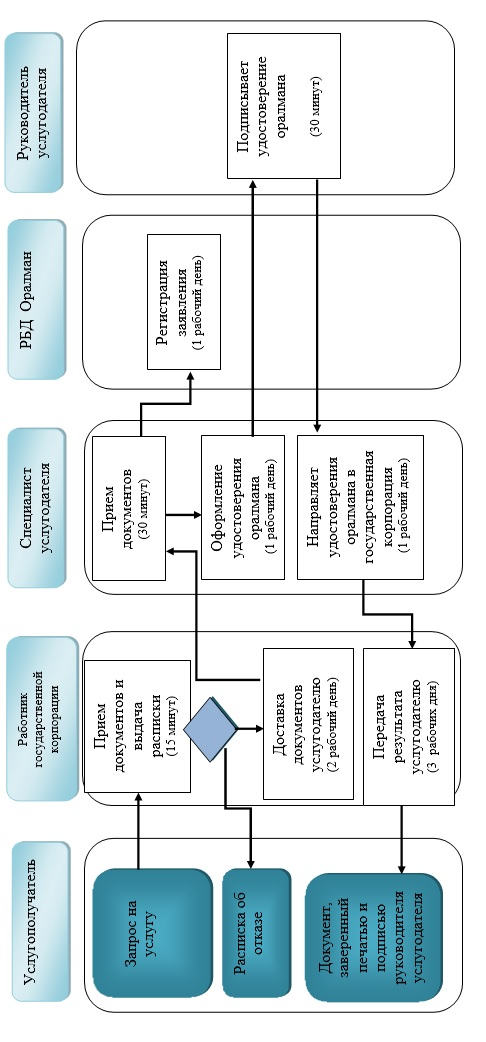 Услугополучатель
Работник
государственной
корпорации
Специалист
услугодателя
РБД Оралман
Руководитель
услугодателя
Запрос на
услугу
Расписка об
отказе
Документ,
заверенный
печатью и
подписью
руководителя
услугодателя
Прием
документов и
выдача
расписки
(15 минут)
Доставка
документов
услугодателю
(2 рабочий день)
Передача
результата
услугодателю
(3 рабочих дня)
Прием
документов
(30 минут)
Оформление
удостоверения
оралмана
(1 рабочий день)
Направляет
удостоверения
оралмана в
государственная
корпорация
(1 рабочий день)
Регистрация
заявления
(1 рабочий день)
Подписывает
удостоверение
оралмана
(30 минут)